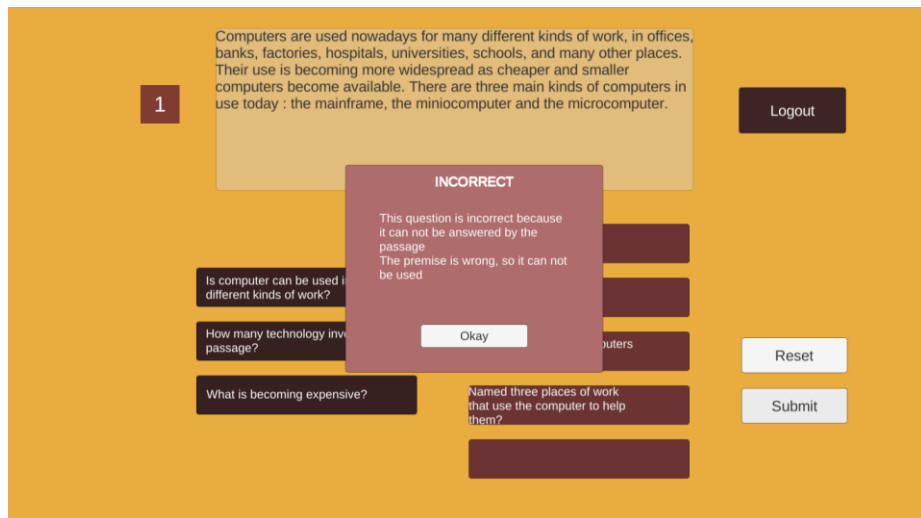 Computers are used nowadays for many different kinds of work, in offices,
banks, factories, hospitals, universities, schools, and many other places.
Their use is becoming more widespread as cheaper and smaller
computers become available. There are three main kinds of computers in
use today : the mainframe, the miniocomputer and the microcomputer.
1
Logout
INCORRECT
This question is incorrect because
it can not be answered by the
passage
The premise is wrong, so it can not
be used
Okay
Is computer can be used
different kinds of work?
How many technology
passage?
What is becoming expensive?
Named three places of work
that use the computer to help
them?
Reset
Submit